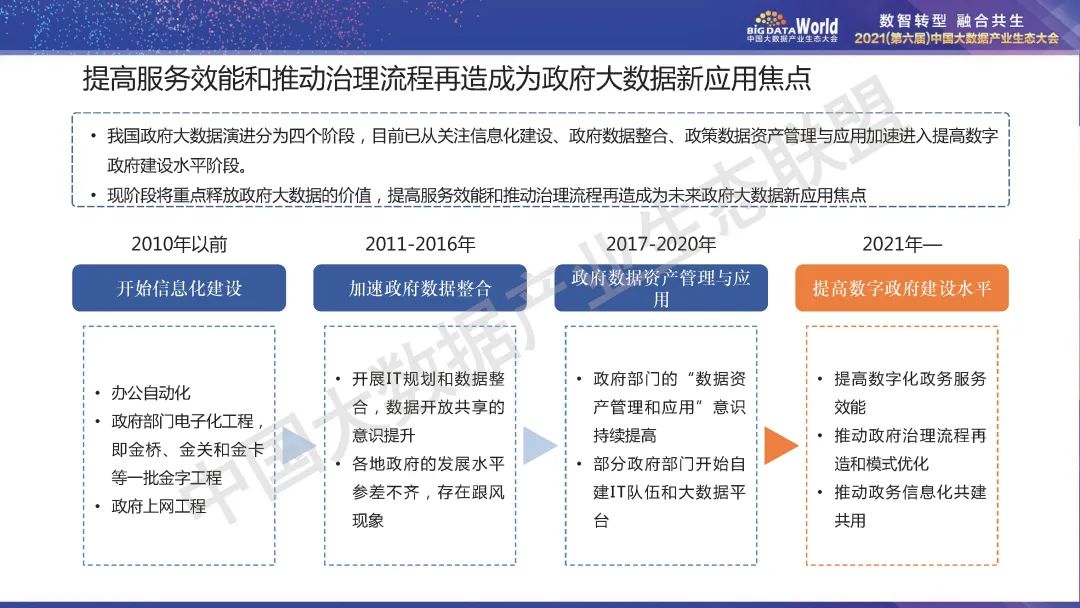 BIG DATA World
中国大数据产业生态大会
数智转型 融合共生
2021(第六届)中国大数据产业生态大会
提高服务效能和推动治理流程再造成为政府大数据新应用焦点
• 我国政府大数据演进分为四个阶段，目前已从关注信息化建设、政府数据整合、政策数据资产管理与应用加速进入提高数字
政府建设水平阶段。
• 现阶段将重点释放政府大数据的价值，提高服务效能和推动治理流程再造成为未来政府大数据新应用焦点
2010年以前
开始信息化建设
• 办公自动化
• 政府部门电子化工程，
即金桥、金关和金卡
等一批金字工程
• 政府上网工程
2011-2016年
加速政府数据整合
• 开展IT规划和数据整
合，数据开放共享的
意识提升
• 各地政府的发展水平
参差不齐，存在跟风
现象
2017-2020年
政府数据资产管理与应
用
• 政府部门的“数据资
产管理和应用”意识
持续提高
• 部分政府部门开始自
建IT队伍和大数据平
台
2021年—
提高数字政府建设水平
• 提高数字化政务服务
效能
• 推动政府治理流程再
造和模式优化
• 推动政务信息化共建
共用
中国大数据产业生态联盟